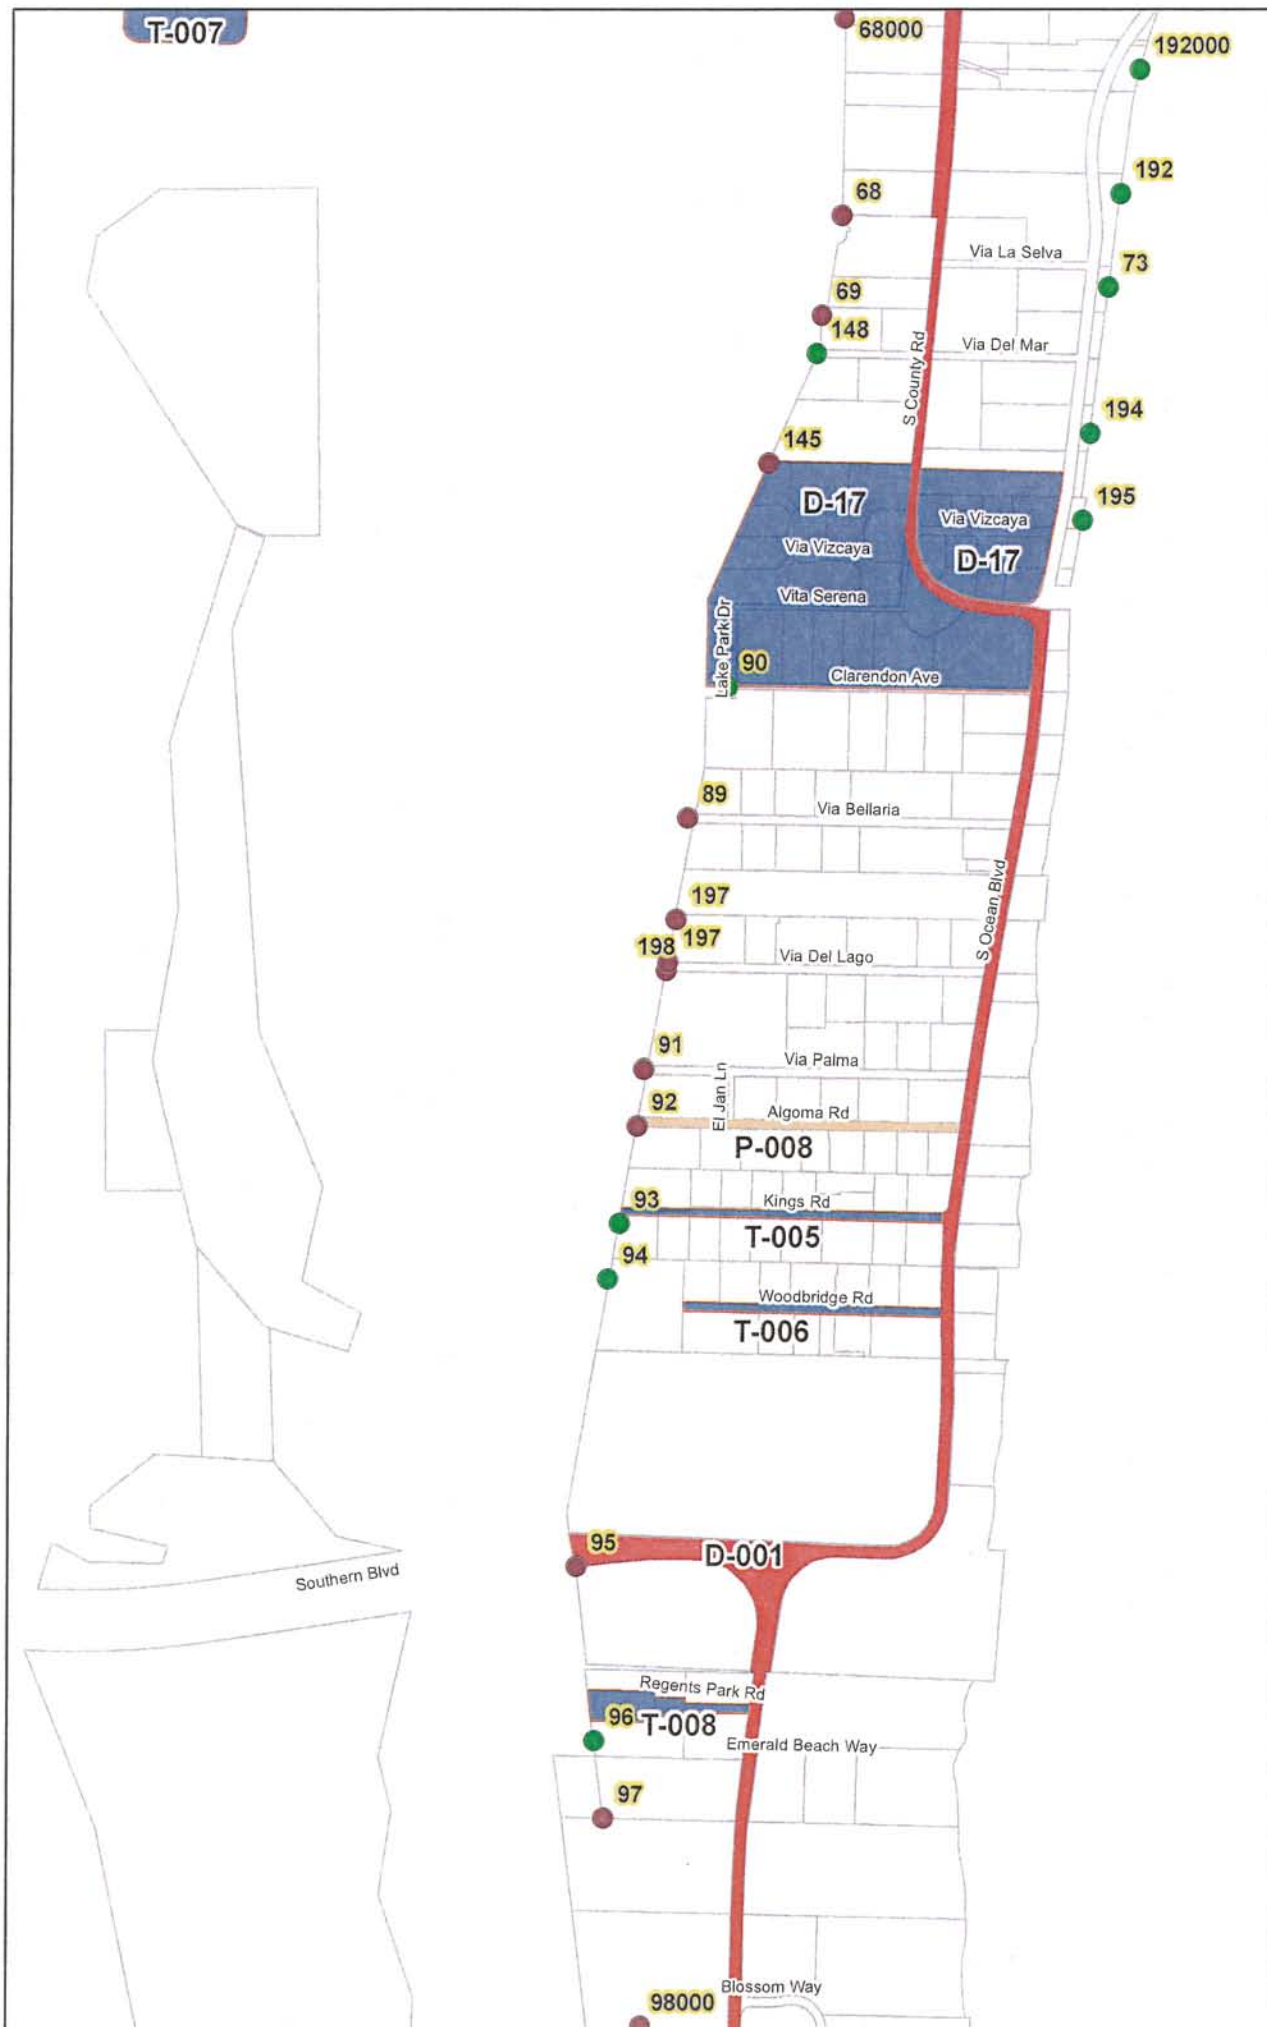 T-007
68000
192000
192
68
Via La Selva
73
69
148
S County Rd
Via Del Mar
194
145
195
D-17
Via Vizcaya
Via Vizcaya
D-17
Vita Serena
Lake Park Dr
90
Clarendon Ave
89
Via Bellaria
S Ocean Blvd
197
198
197
Via Del Lago
91
Via Palma
El Jan Ln
92
Algoma Rd
P-008
93
Kings Rd
T-005
94
Woodbridge Rd
T-006
95
D-001
Southern Blvd
Regents Park Rd
96
T-008
Emerald Beach Way
97
Blossom Way
98000